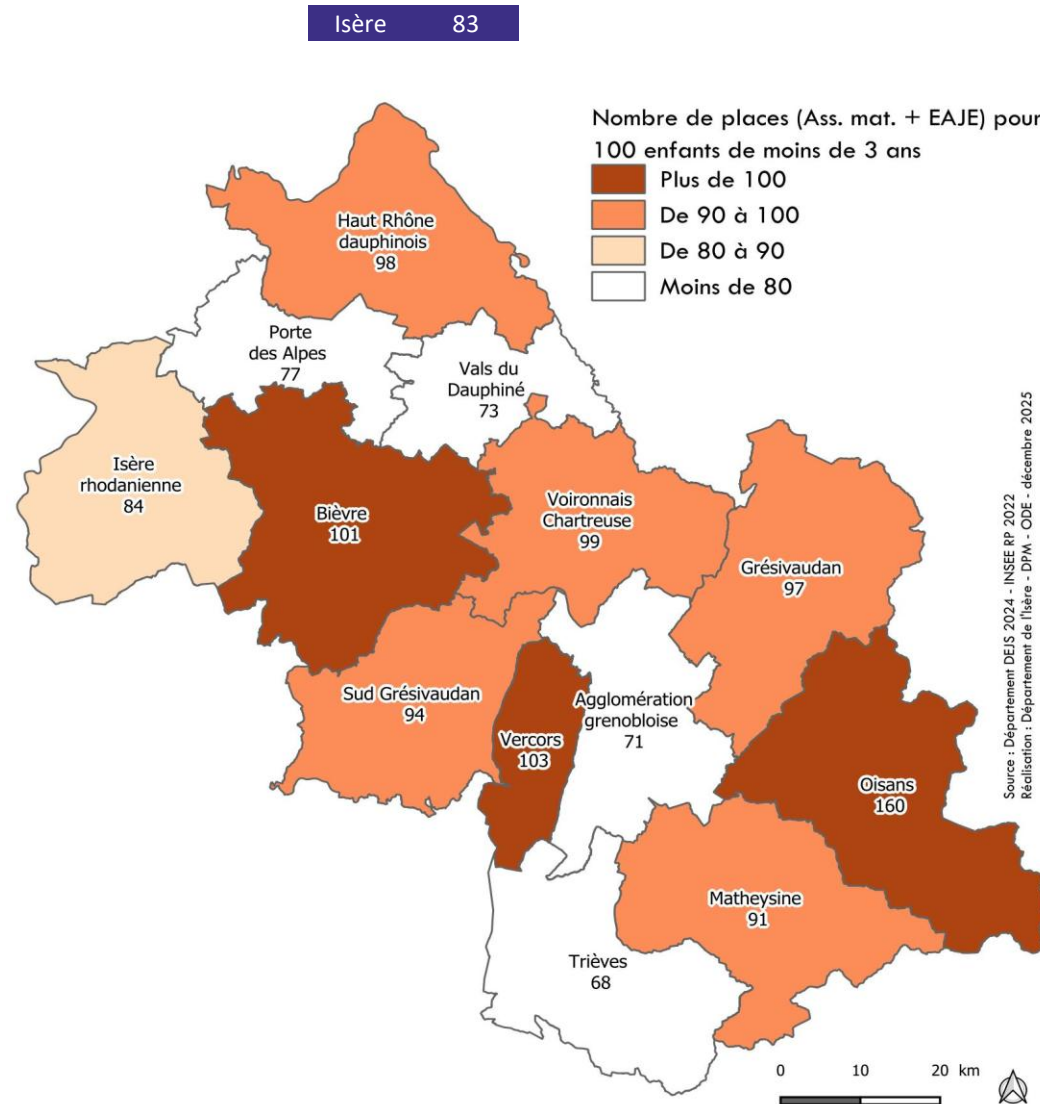 Isère 83
Nombre de places (Ass. mat. + EAJE) pour
100 enfants de moins de 3 ans
Plus de 100
De 90 à 100
De 80 à 90
Moins de 80
Haut Rhône
dauphinois
98
Porte
des Alpes
77
Vals du
Dauphiné
73
Isère
rhodanienne
84
Bièvre
101
Voironnais
Chartreuse
99
Grésivaudan
97
Sud Grésivaudan
94
Vercors
103
Agglomération
grenobloise
71
Oisans
160
Matheysine
91
Trièves
68
Source : Département DEJS 2024 - INSEE RP 2022
Réalisation : Département de l'Isère - DPM - ODE - décembre 2025
0 10 20 km